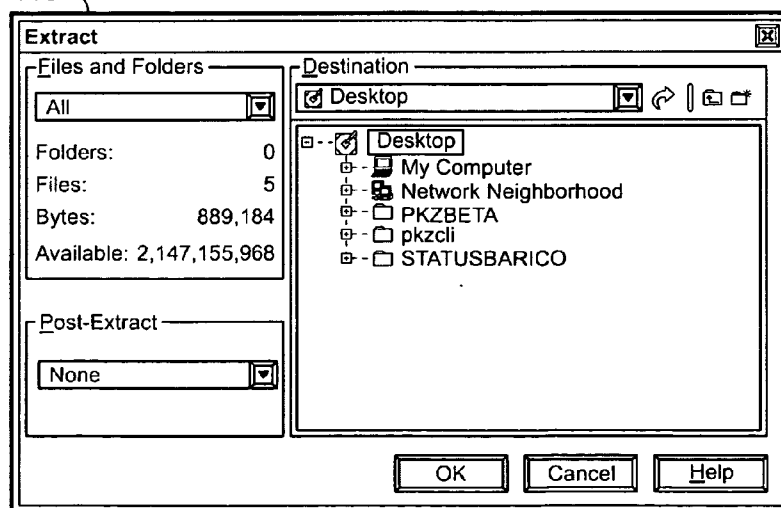 Extract
Files and Folders
All
Folders: 0
Files: 5
Bytes: 889,184
Available: 2,147,155,968
Post-Extract
None
Destination
Desktop
Desktop
My Computer
Network Neighborhood
PKZBETA
pkzcli
STATUSBARICO
OK
Cancel
Help